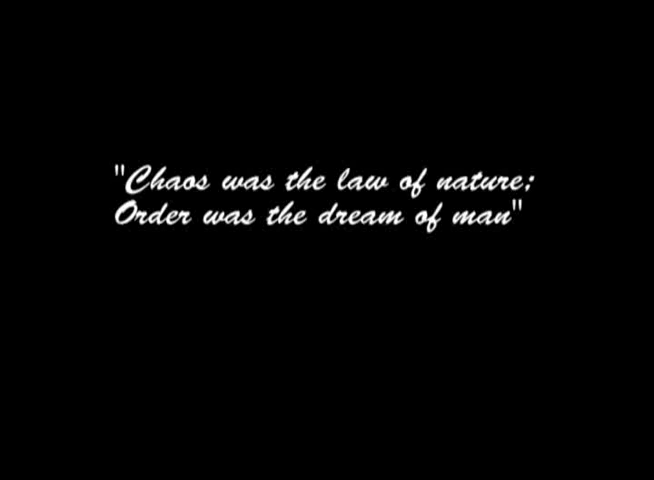 "Chaos was the law of nature;
Order was the dream of man"